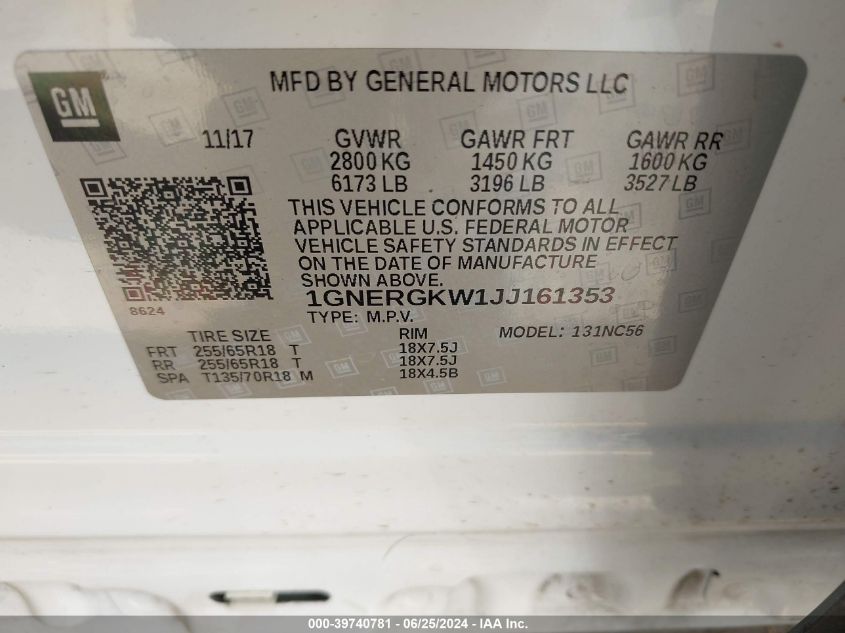 GM
MFD BY GENERAL MOTORS LLC
11/17 GVWR GAWR FRT GAWR RR
2800 KG 1450 KG 1600 KG
6173 LB 3196 LB 3527 LB
THIS VEHICLE CONFORMS TO ALL
APPLICABLE U.S. FEDERAL MOTOR
VEHICLE SAFETY STANDARDS IN EFFECT
ON THE DATE OF MANUFACTURE
SHOWN ABOVE.
1GNERGKW1JJ161353
8624
TYPE: M.P.V.
TIRE SIZE RIM MODEL: 131NC56
FRT 255/65R18 T 18X7.5J
RR 255/65R18 T 18X7.5J
SPA T135/70R18 M 18X4.5B
000-39740781 - 06/25/2024 - IAA Inc.